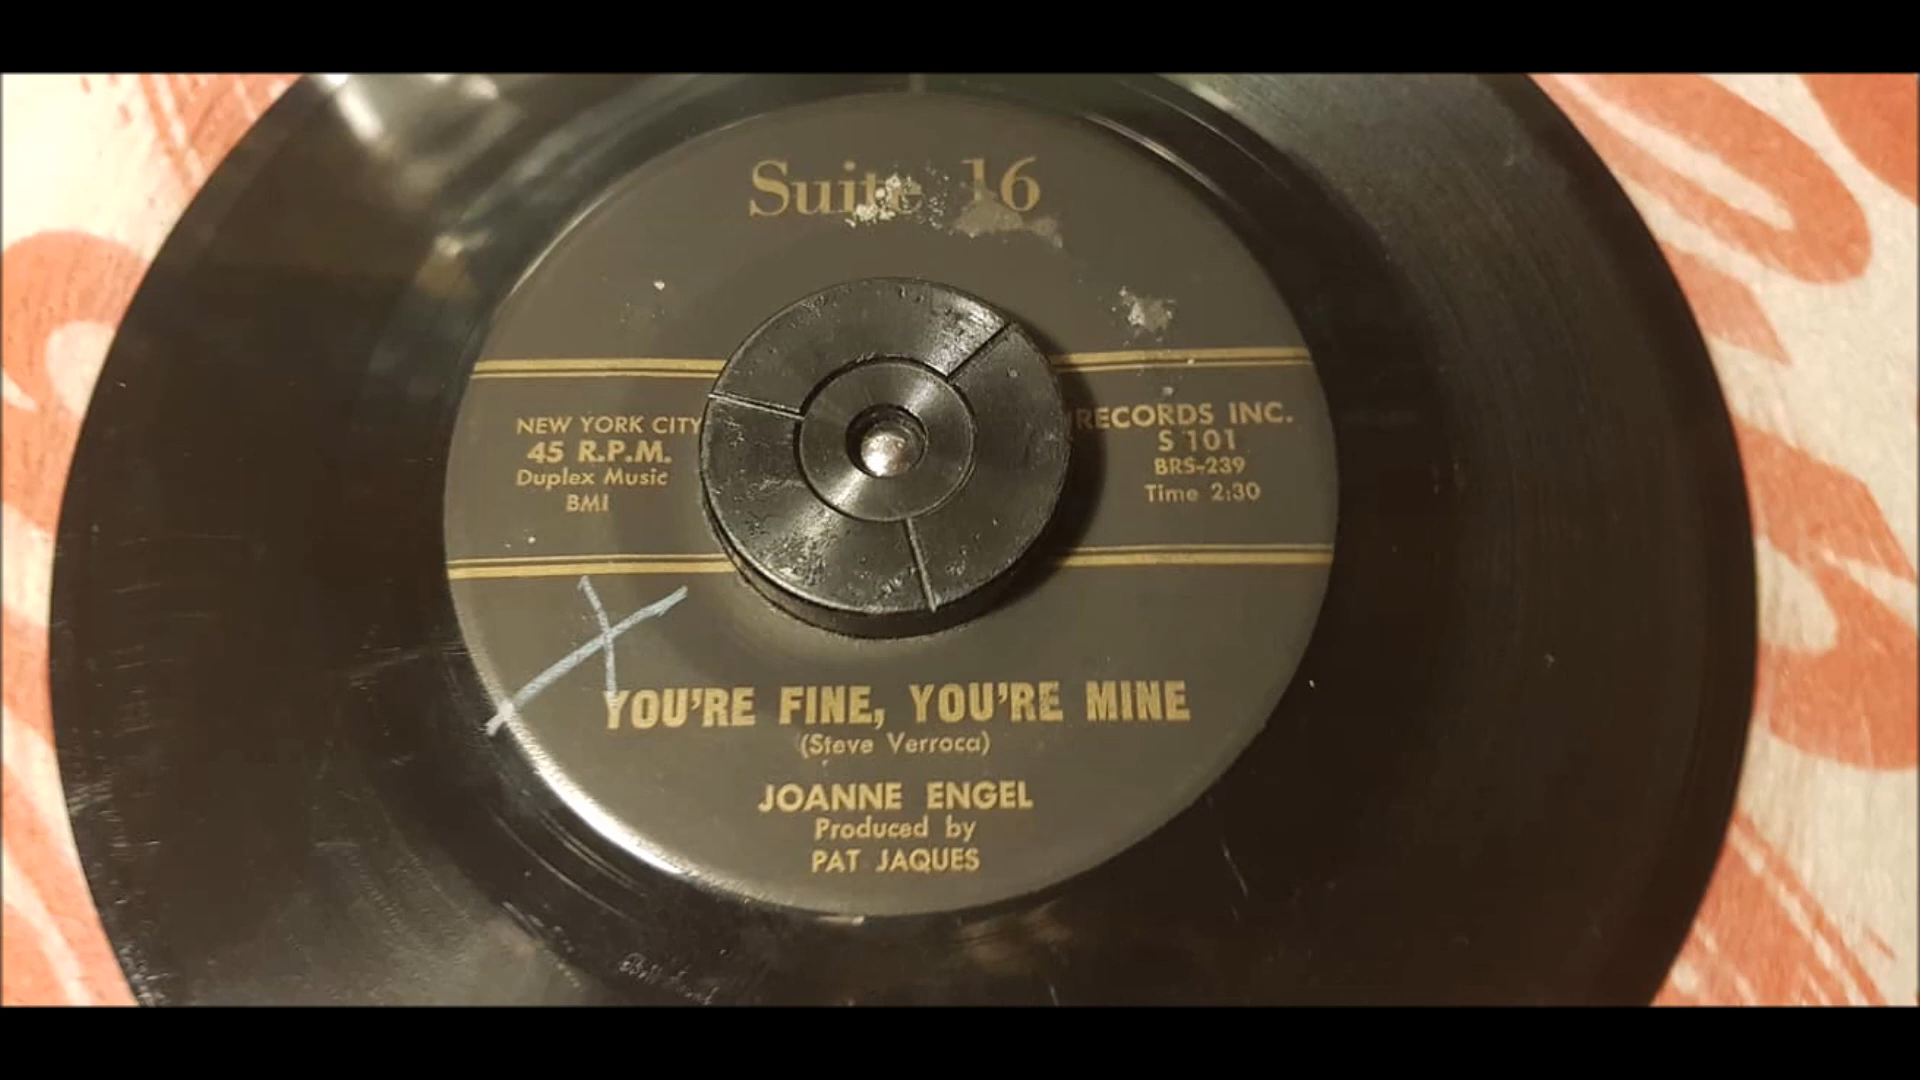 Suite 16
NEW YORK CITY
45 R.P.M.
Duplex Music
BMI
RECORDS INC.
S 101
BRS-239
Time 2:30
YOU'RE FINE, YOU'RE MINE
(Steve Verroca)
JOANNE ENGEL
Produced by
PAT JAQUES